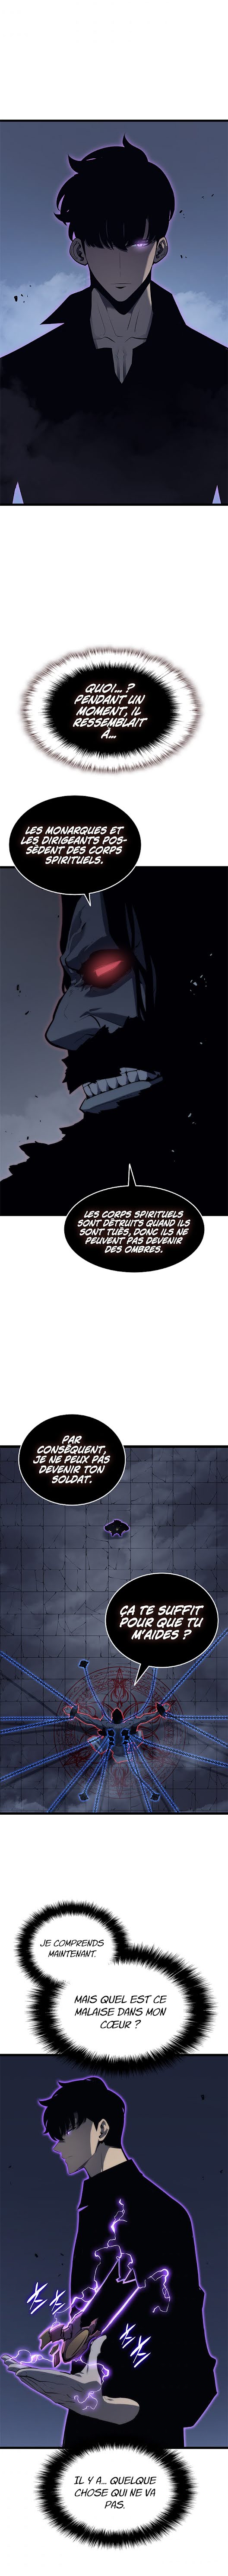 QUOI... ?
PENDANT UN
MOMENT, IL
RESSEMBLAIT
À...
LES MONARQUES ET
LES DIRIGEANTS POS-
SÈDENT DES CORPS
SPIRITUELS.
LES CORPS SPIRITUELS
SONT DÉTRUITS QUAND ILS
SONT TUÉS, DONC ILS NE
PEUVENT PAS DEVENIR
DES OMBRES.
PAR
CONSÉQUENT,
JE NE PEUX PAS
DEVENIR TON
SOLDAT.
ÇA TE SUFFIT
POUR QUE TU
M'AIDES ?
JE COMPRENDS
MAINTENANT.
MAIS QUEL EST CE
MALAISE DANS MON
CŒUR ?
IL Y A... QUELQUE
CHOSE QUI NE VA
PAS.